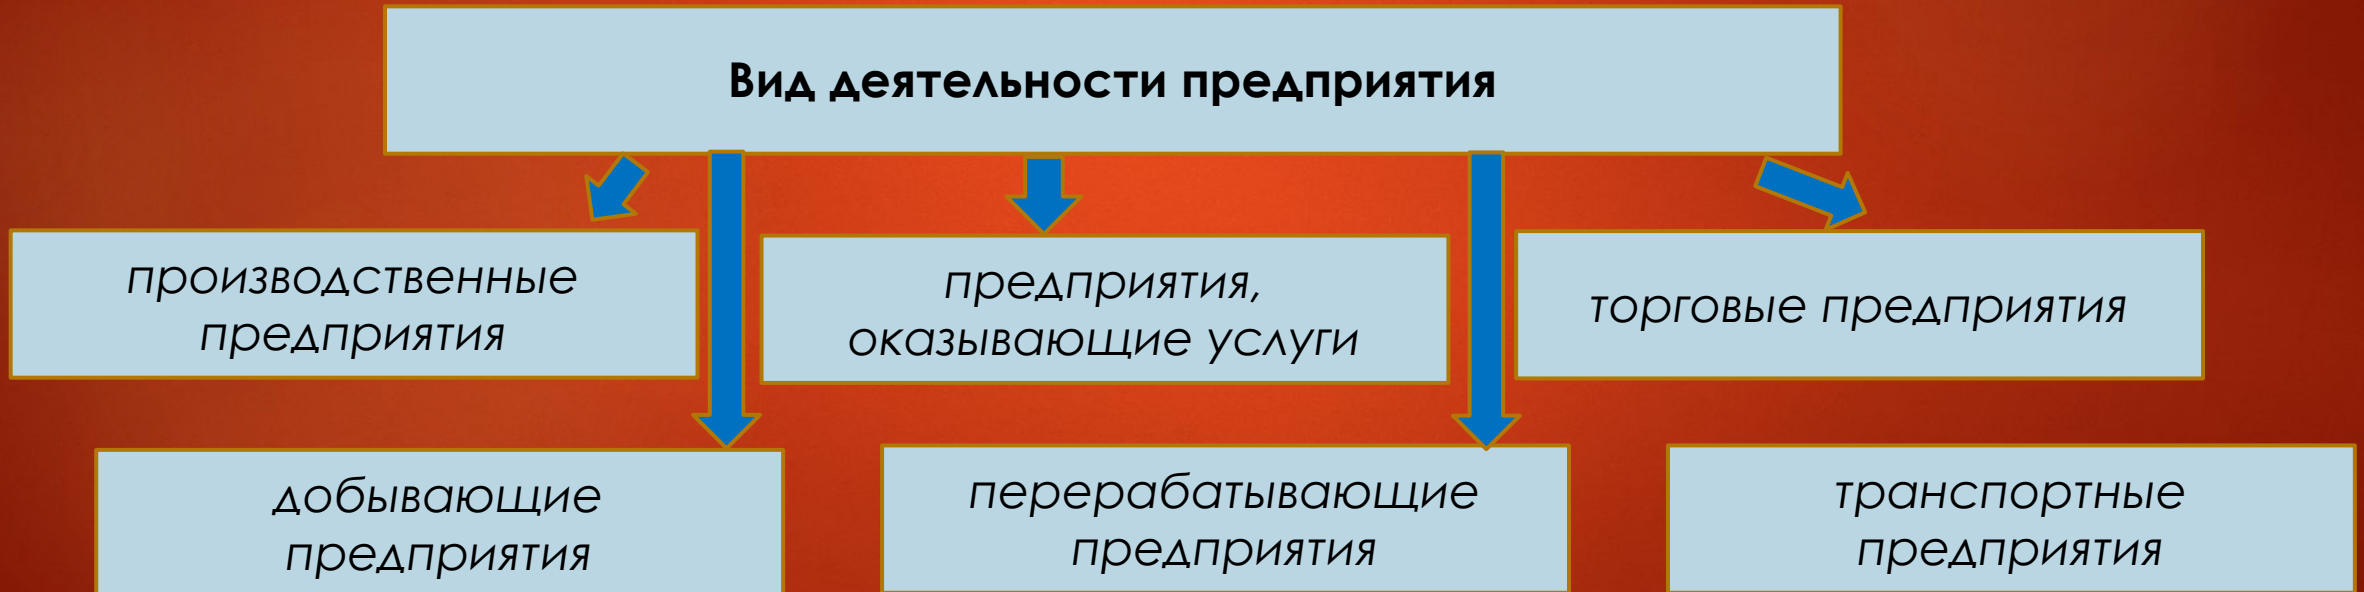 Вид деятельности предприятия
производственные
предприятия
предприятия,
оказывающие услуги
торговые предприятия
добывающие
предприятия
перерабатывающие
предприятия
транспортные
предприятия